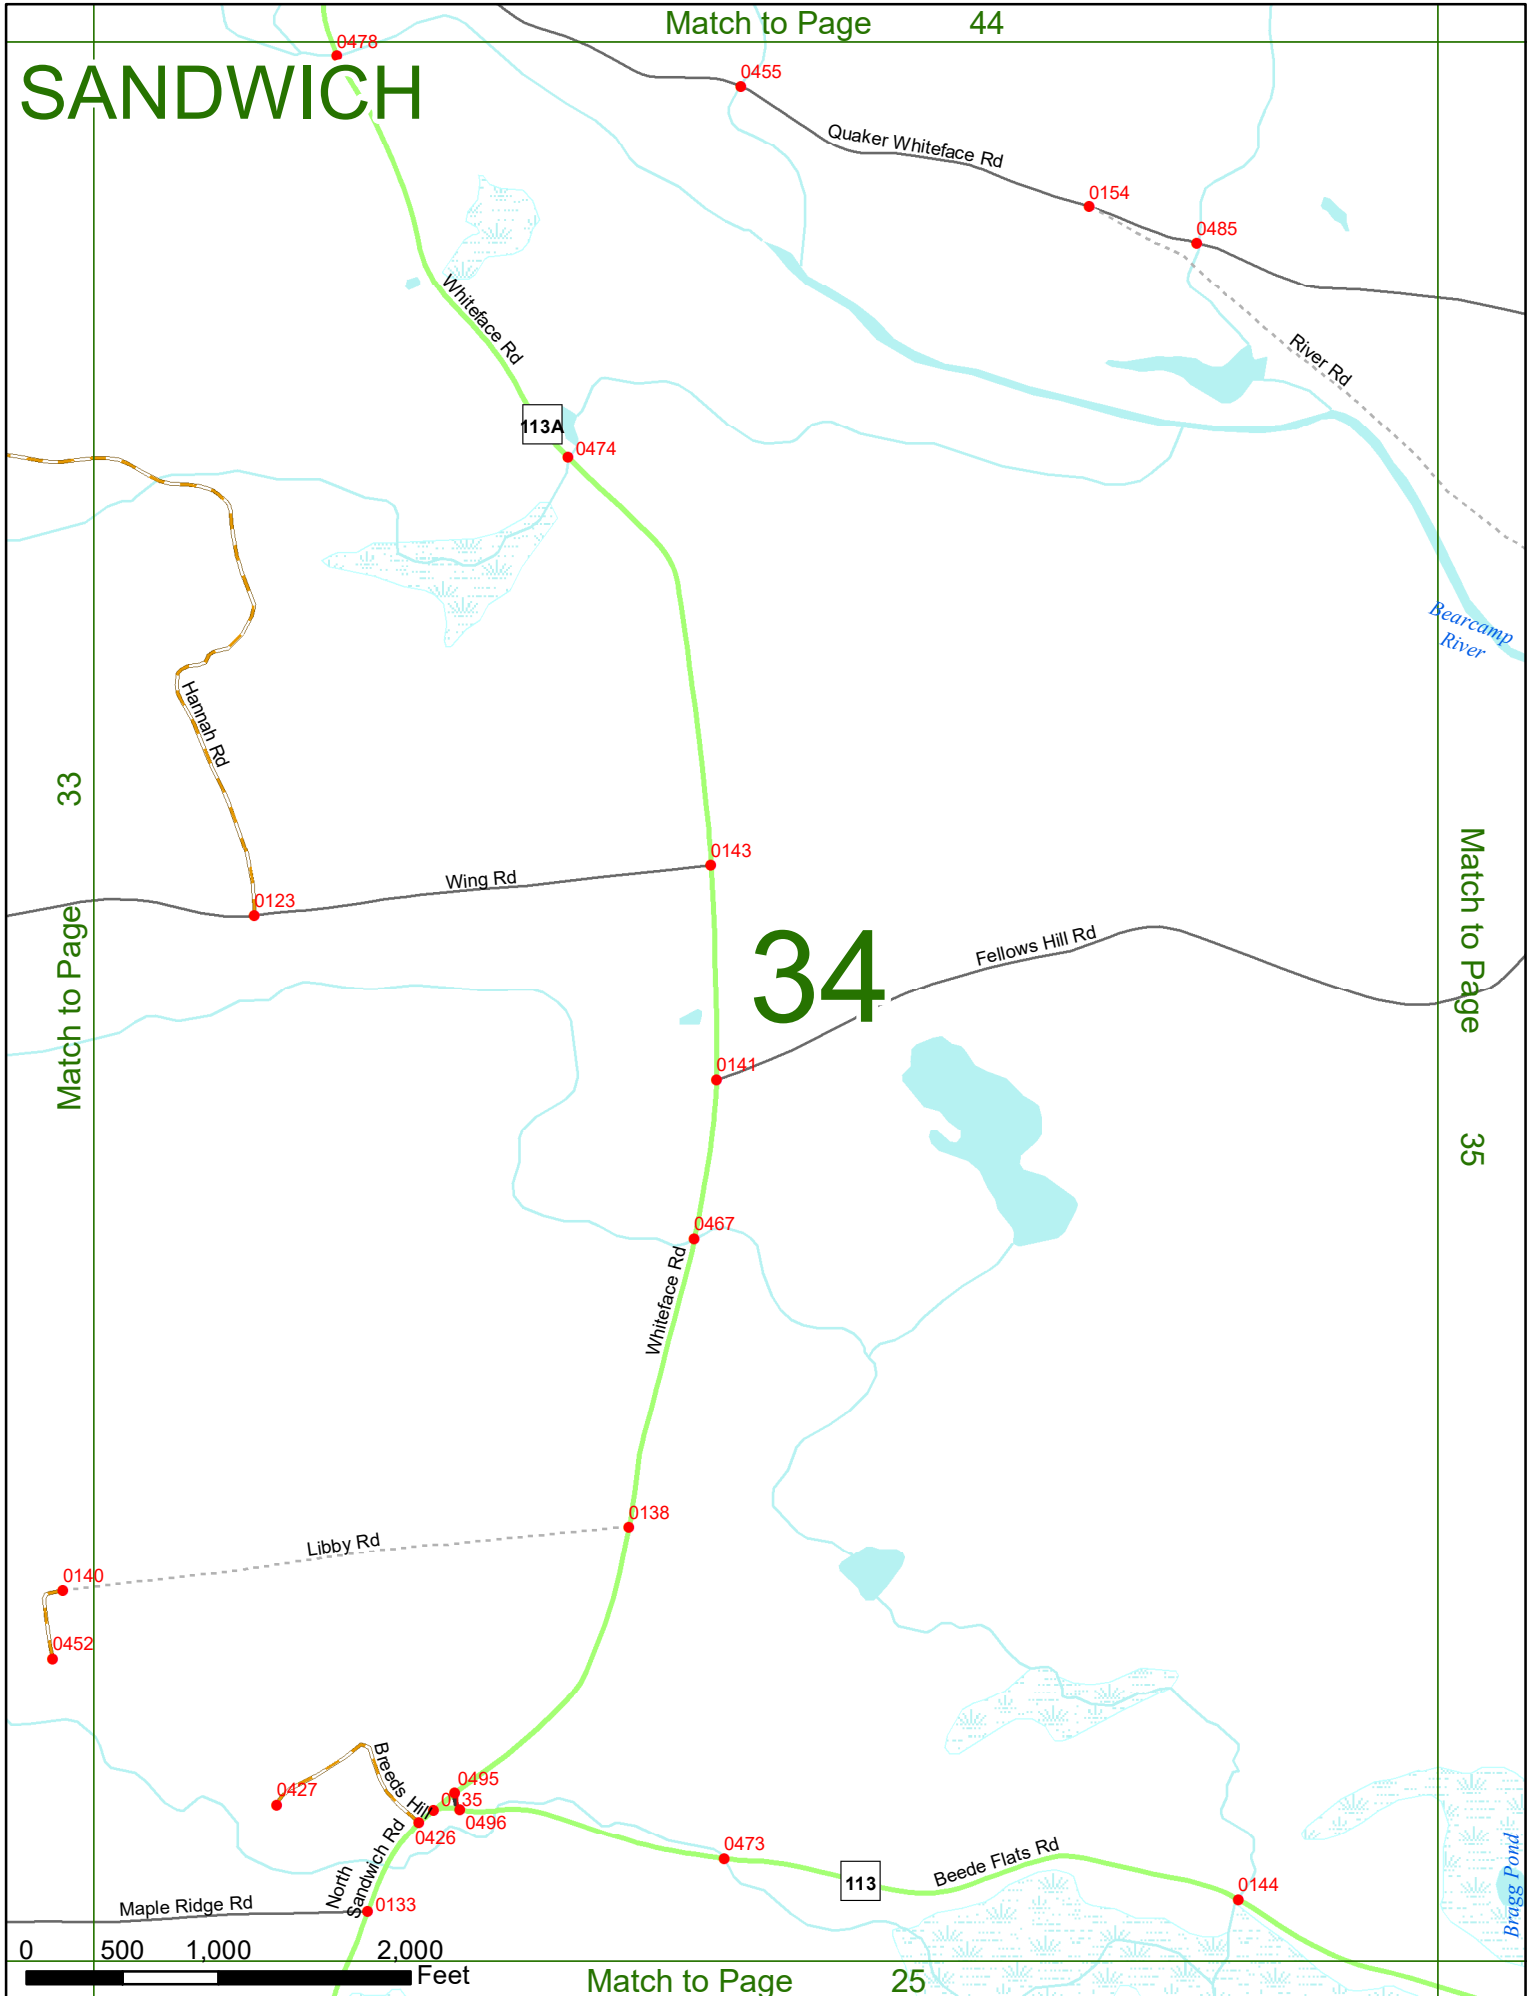 Match to Page 44
0478
SANDWICH
0455
Quaker Whiteface Rd
0154
0485
Whiteface Rd
River Rd
113A
0474
Bearcamp
River
Hannah Rd
Match to Page 33
0143
Wing Rd
0123
34
Fellows Hill Rd
Match to Page 35
0141
0467
Whiteface Rd
0138
Libby Rd
0140
0452
Breeds Hill
0495
0427
0135
0496
0426
North
Sandwich Rd
0473
Beede Flats Rd
113
0144
Bragg Pond
Maple Ridge Rd
0133
0 500 1,000 2,000
Feet
Match to Page 25